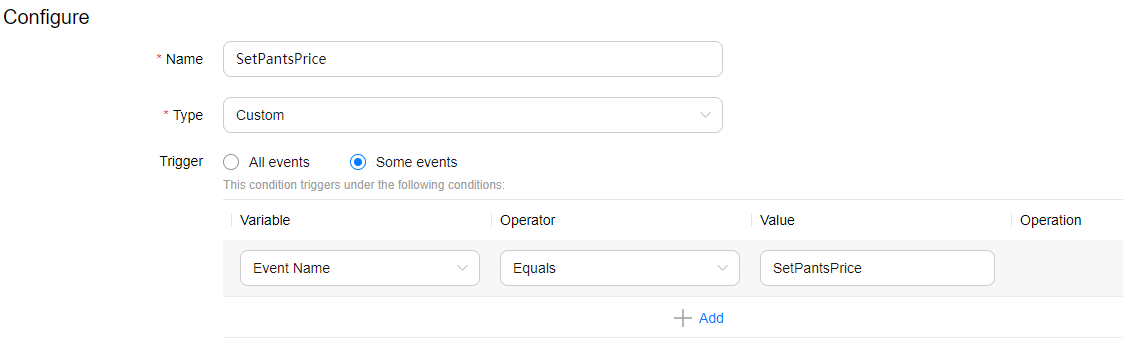 Configure
* Name SetPantsPrice
* Type Custom
Trigger All events Some events
This condition triggers under the following conditions:
Variable Operator Value Operation
Event Name Equals SetPantsPrice
Add